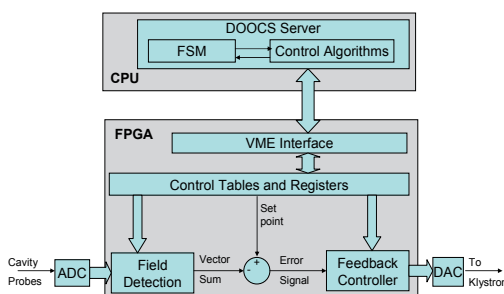 DOOCS Server
FSM
Control Algorithms
CPU
FPGA
VME Interface
Control Tables and Registers
Set
point
Cavity
Probes
ADC
Field
Detection
Vector
Sum
- +
Error
Signal
Feedback
Controller
DAC
To
Klystron